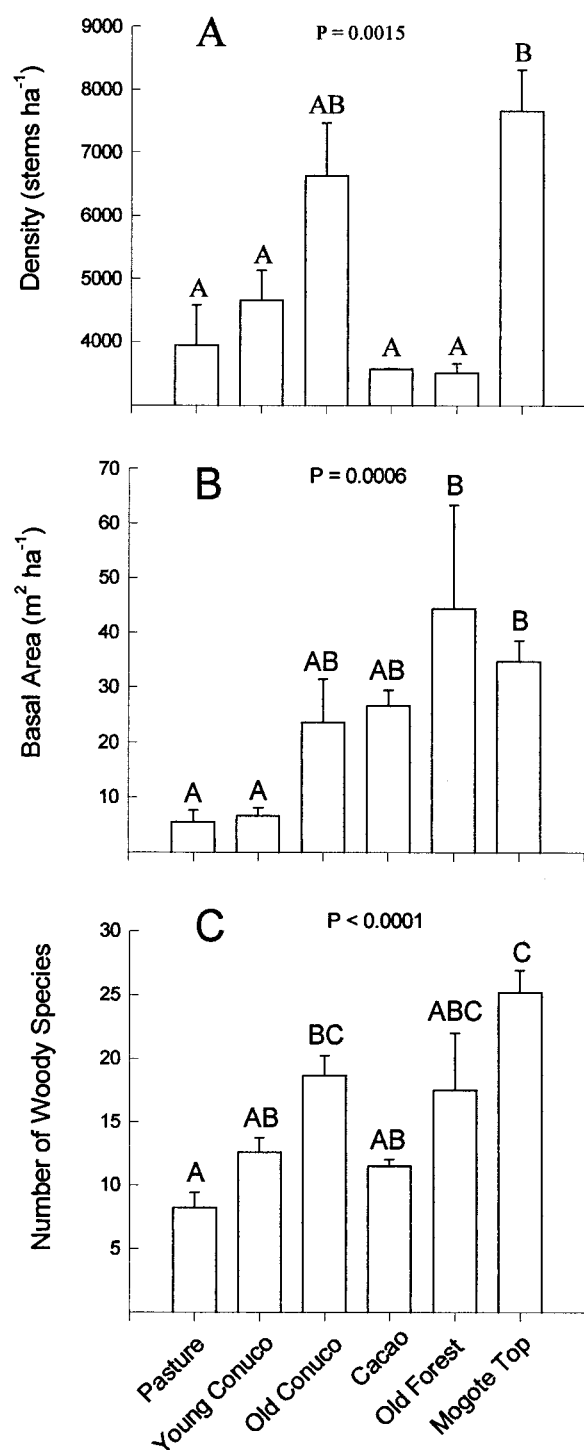 A
P = 0.0015
Density (stems ha⁻¹)
9000
8000
7000
6000
5000
4000
A
A
AB
A
A
B
B
P = 0.0006
Basal Area (m² ha⁻¹)
70
60
50
40
30
20
10
A
A
AB
AB
B
B
C
P < 0.0001
Number of Woody Species
30
25
20
15
10
5
A
AB
BC
AB
ABC
C
Pasture
Young Conuco
Old Conuco
Cacao
Old Forest
Mogote Top